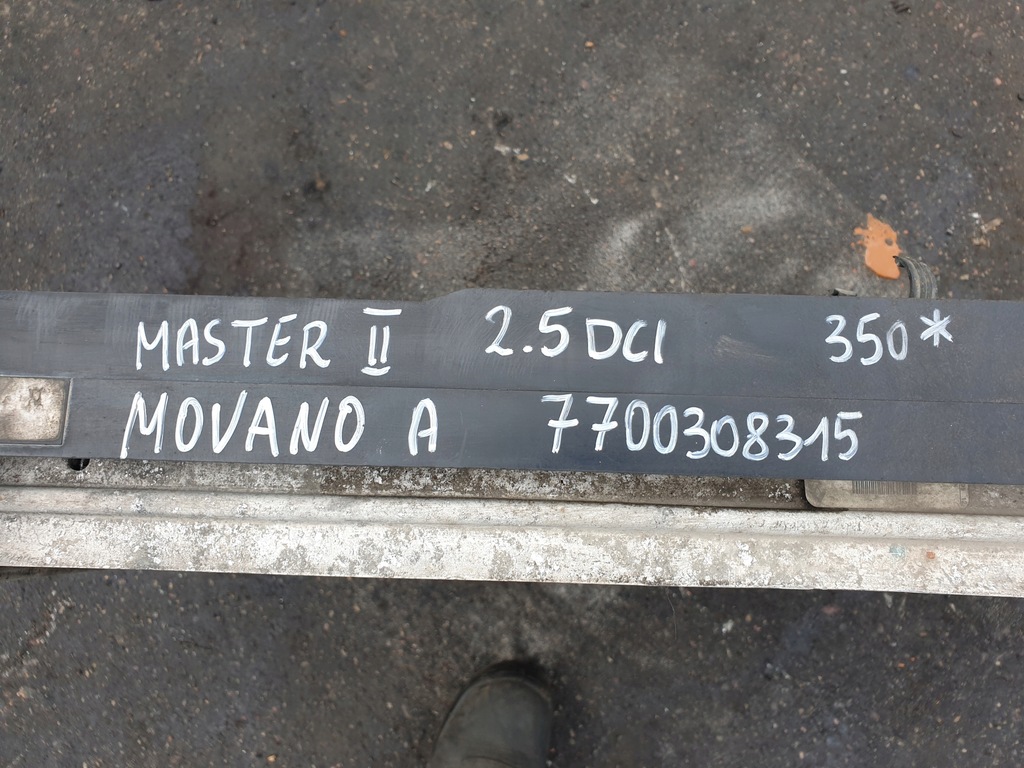 MASTER II 2.5 DCI 350*
MOVANO A 7700308315